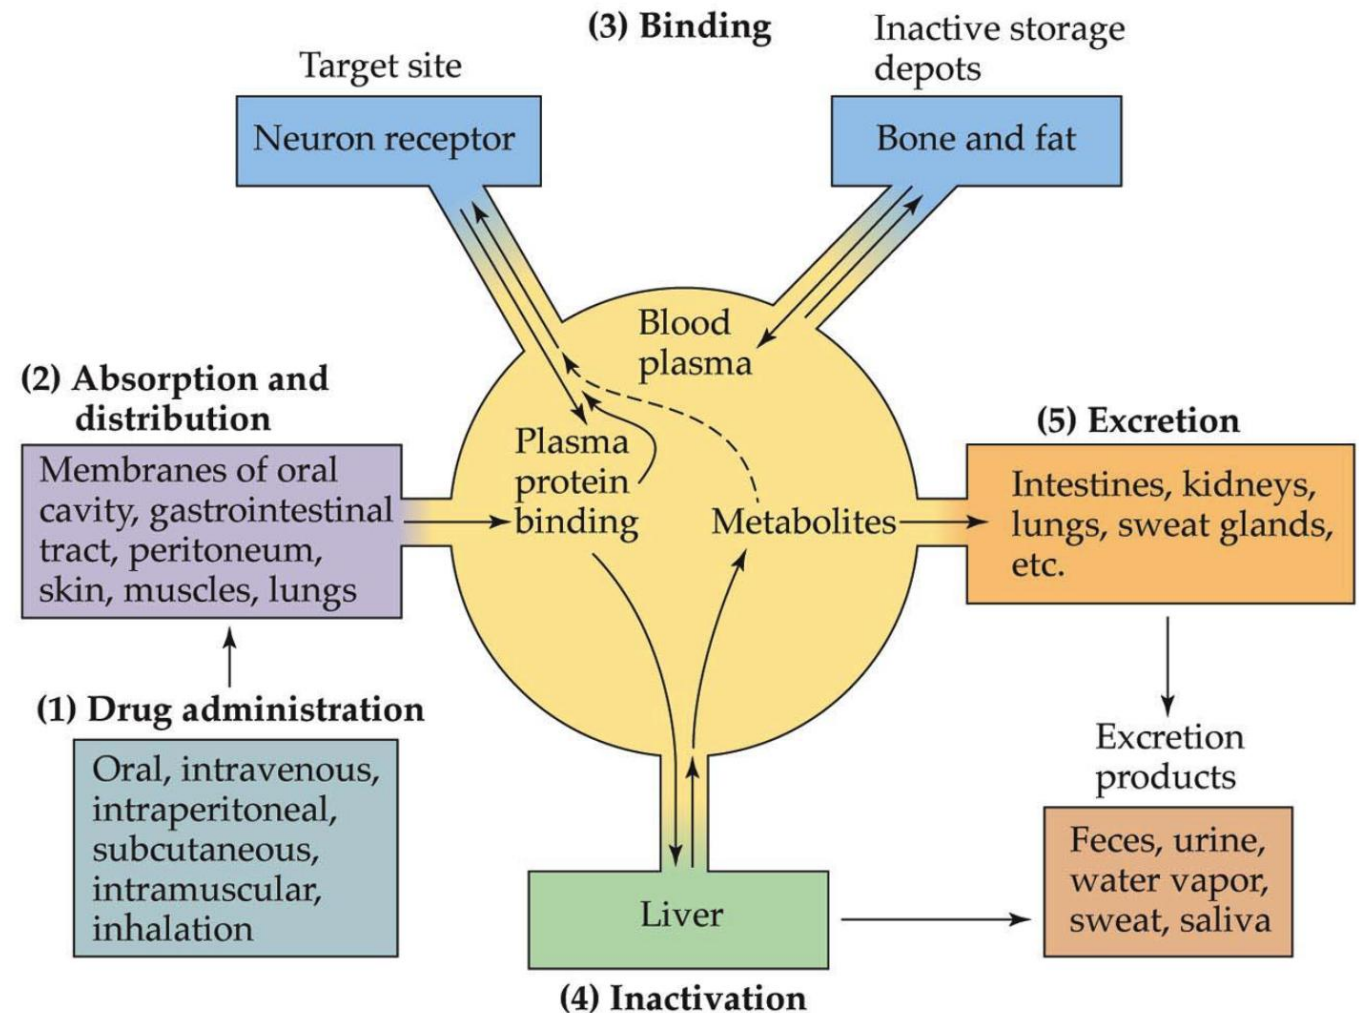 (3) Binding
Target site
Neuron receptor
Inactive storage
depots
Bone and fat
Blood
plasma
(2) Absorption and
distribution
Membranes of oral
cavity, gastrointestinal
tract, peritoneum,
skin, muscles, lungs
Plasma
protein
binding
Metabolites
(5) Excretion
Intestines, kidneys,
lungs, sweat glands,
etc.
(1) Drug administration
Oral, intravenous,
intraperitoneal,
subcutaneous,
intramuscular,
inhalation
Liver
(4) Inactivation
Excretion
products
Feces, urine,
water vapor,
sweat, saliva